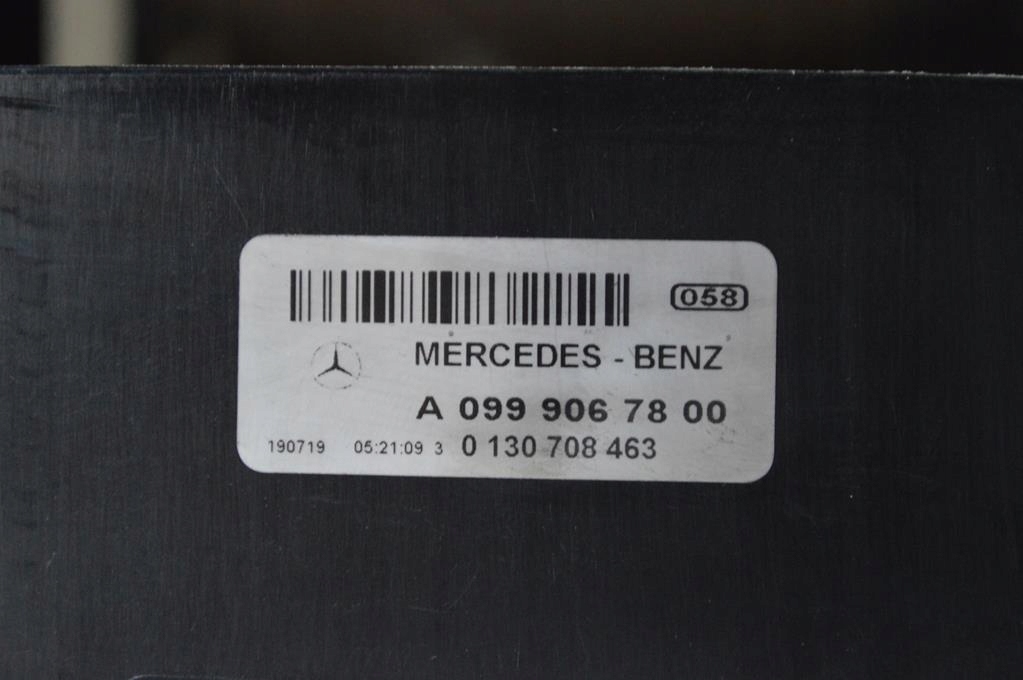 058
MERCEDES - BENZ
A 099 906 78 00
190719 05:21:09 3 0 130 708 463